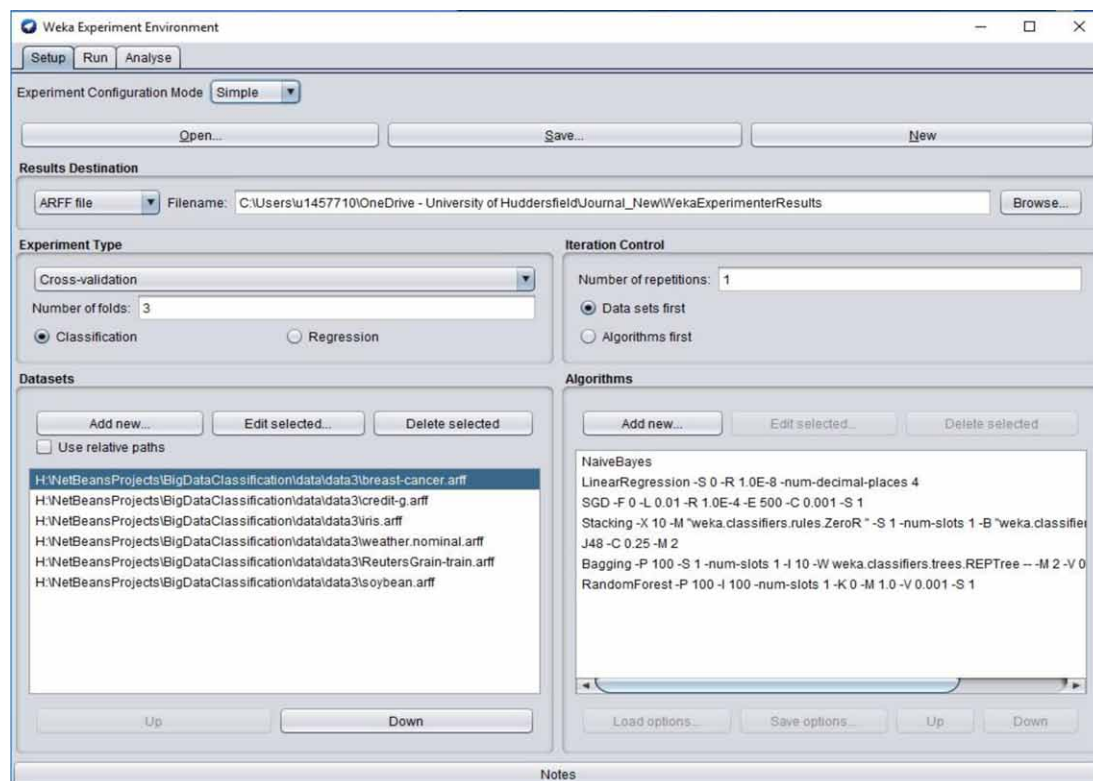 Weka Experiment Environment
Setup Run Analyse
Experiment Configuration Mode Simple
Open... Save... New
Results Destination
ARFF file Filename: C:\Users\u1457710\OneDrive - University of Huddersfield\Journal_New\WekaExperimenterResults Browse...
Experiment Type
Cross-validation
Number of folds: 3
Classification Regression
Iteration Control
Number of repetitions: 1
Data sets first
Algorithms first
Datasets
Add new... Edit selected... Delete selected
Use relative paths
H:\NetBeansProjects\BigDataClassification\data\data3\breast-cancer.arff
H:\NetBeansProjects\BigDataClassification\data\data3\credit-g.arff
H:\NetBeansProjects\BigDataClassification\data\data3\iris.arff
H:\NetBeansProjects\BigDataClassification\data\data3\weather.nominal.arff
H:\NetBeansProjects\BigDataClassification\data\data3\ReutersGrain-train.arff
H:\NetBeansProjects\BigDataClassification\data\data3\soybean.arff
Up Down
Algorithms
Add new... Edit selected... Delete selected
NaiveBayes
LinearRegression -S 0 -R 1.0E-8 -num-decimal-places 4
SGD -F 0 -L 0.01 -R 1.0E-4 -E 500 -C 0.001 -S 1
Stacking -X 10 -M "weka.classifiers.rules.ZeroR " -S 1 -num-slots 1 -B "weka.classifier
J48 -C 0.25 -M 2
Bagging -P 100 -S 1 -num-slots 1 -I 10 -W weka.classifiers.trees.REPTree -- -M 2 -V 0
RandomForest -P 100 -I 100 -num-slots 1 -K 0 -M 1.0 -V 0.001 -S 1
Load options... Save options... Up Down
Notes